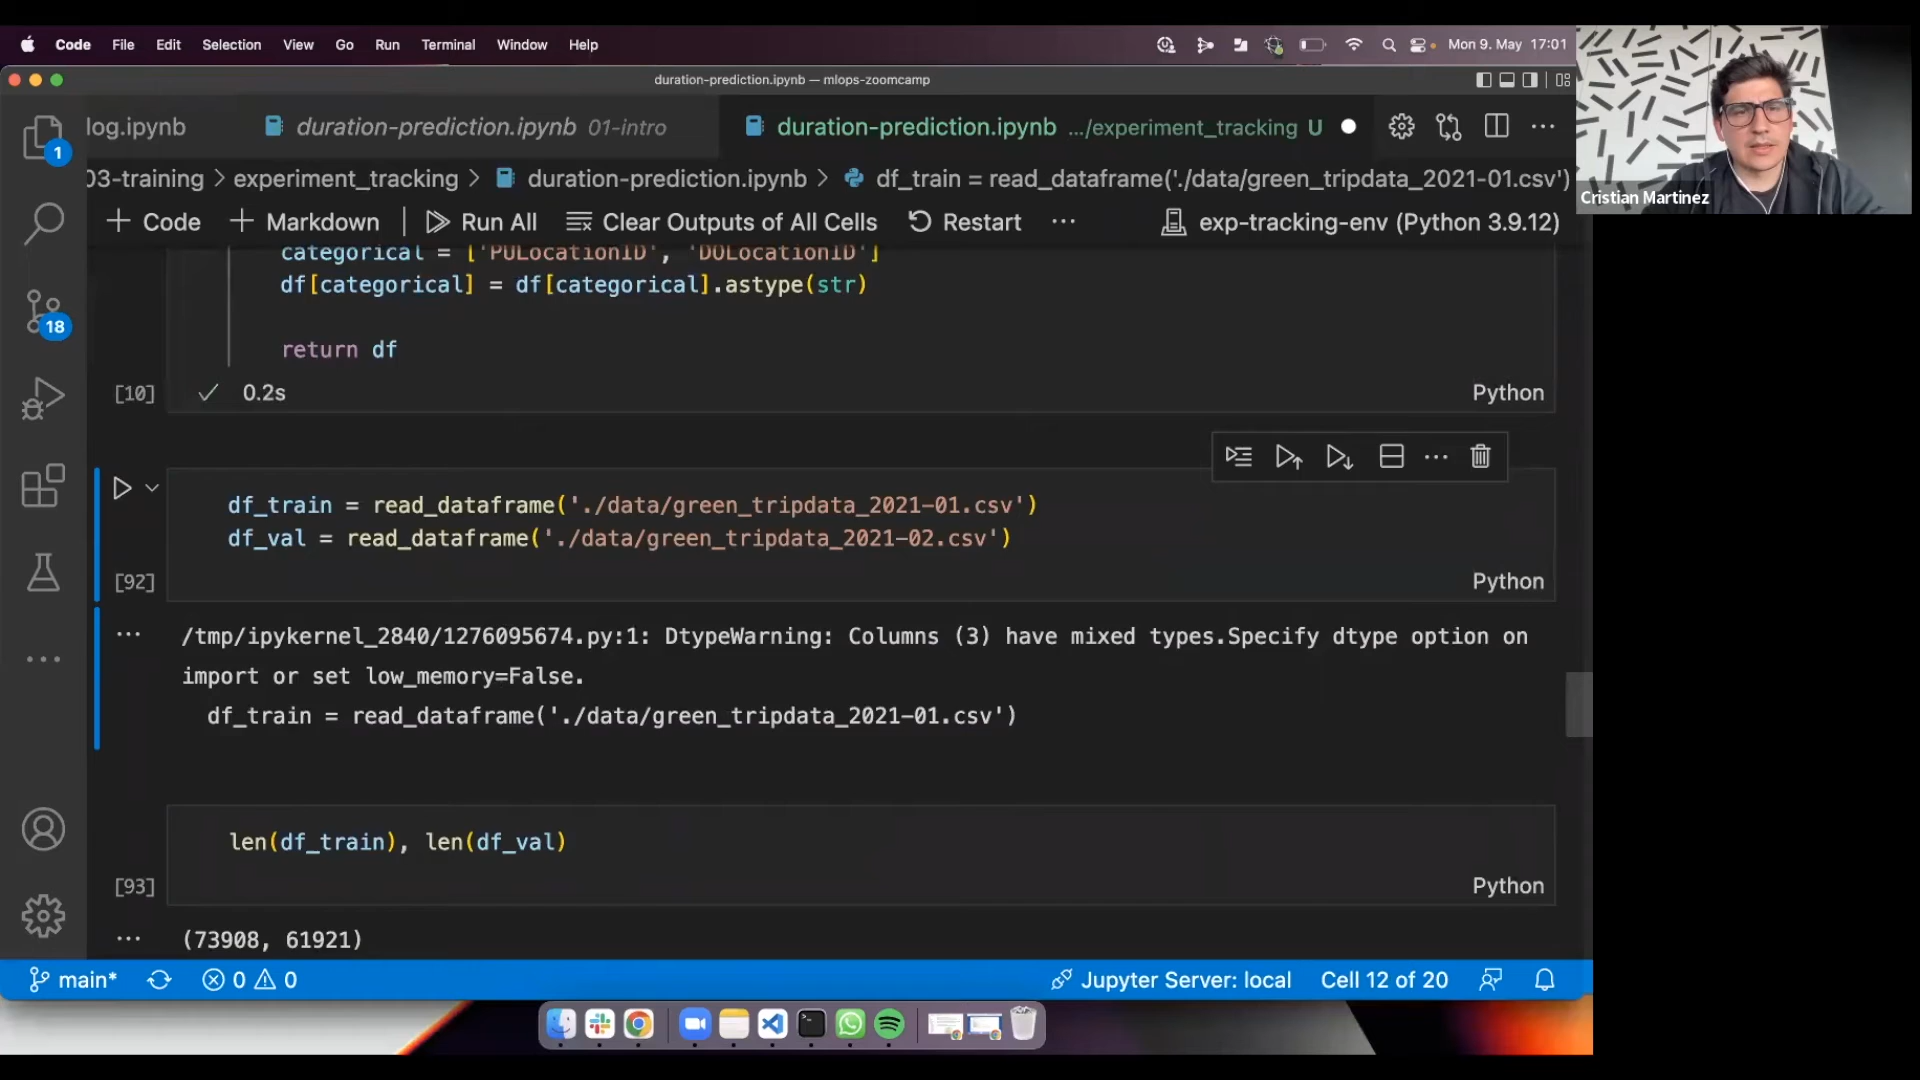 Code File Edit Selection View Go Run Terminal Window Help Mon 9. May 17:01
duration-prediction.ipynb — mlops-zoomcamp
log.ipynb duration-prediction.ipynb 01-intro duration-prediction.ipynb .../experiment_tracking U
03-training > experiment_tracking > duration-prediction.ipynb > df_train = read_dataframe('./data/green_tripdata_2021-01.csv')
Code Markdown Run All Clear Outputs of All Cells Restart ... exp-tracking-env (Python 3.9.12)
categorical = ['PULocationID', 'DOLocationID']
df[categorical] = df[categorical].astype(str)
return df
[10] 0.2s Python
df_train = read_dataframe('./data/green_tripdata_2021-01.csv')
df_val = read_dataframe('./data/green_tripdata_2021-02.csv')
[92] Python
/tmp/ipykernel_2840/1276095674.py:1: DtypeWarning: Columns (3) have mixed types.Specify dtype option on
import or set low_memory=False.
df_train = read_dataframe('./data/green_tripdata_2021-01.csv')
len(df_train), len(df_val)
[93] Python
(73908, 61921)
main* 0 0 Jupyter Server: local Cell 12 of 20
1
18
Cristian Martinez